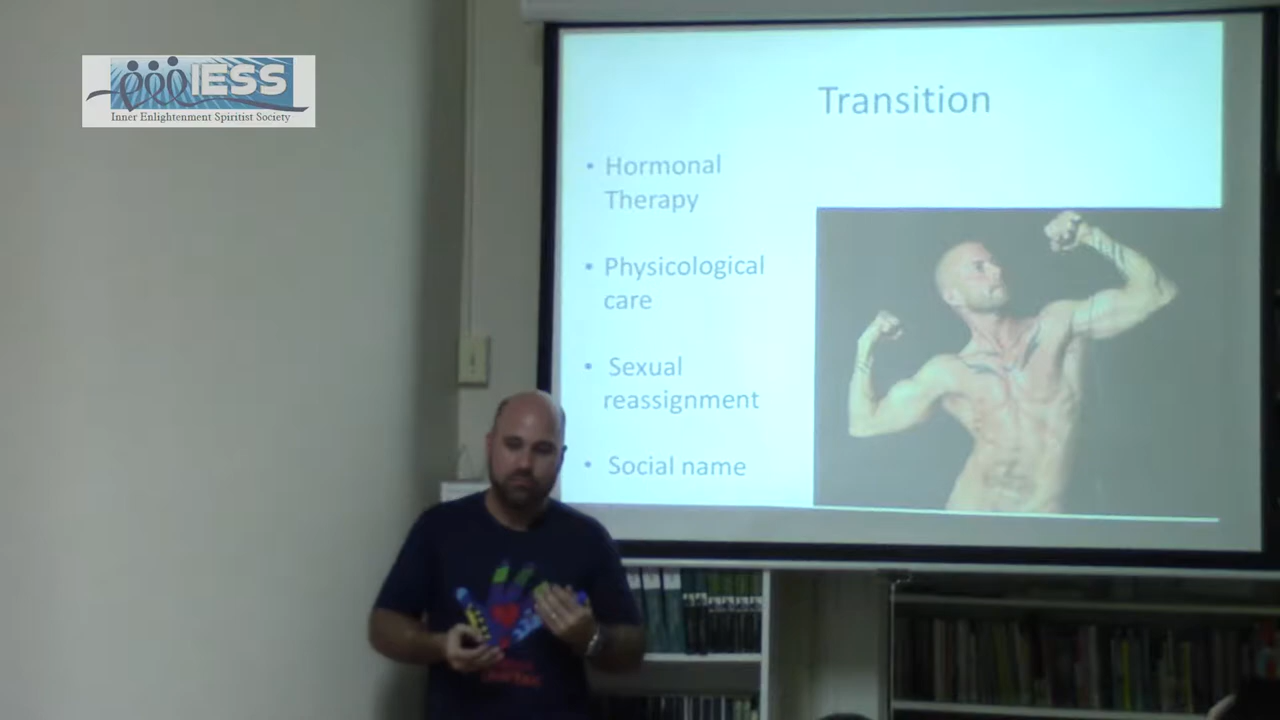 IESS
Inner Enlightenment Spiritist Society
Transition
• Hormonal
Therapy
• Physicological
care
• Sexual
reassignment
• Social name